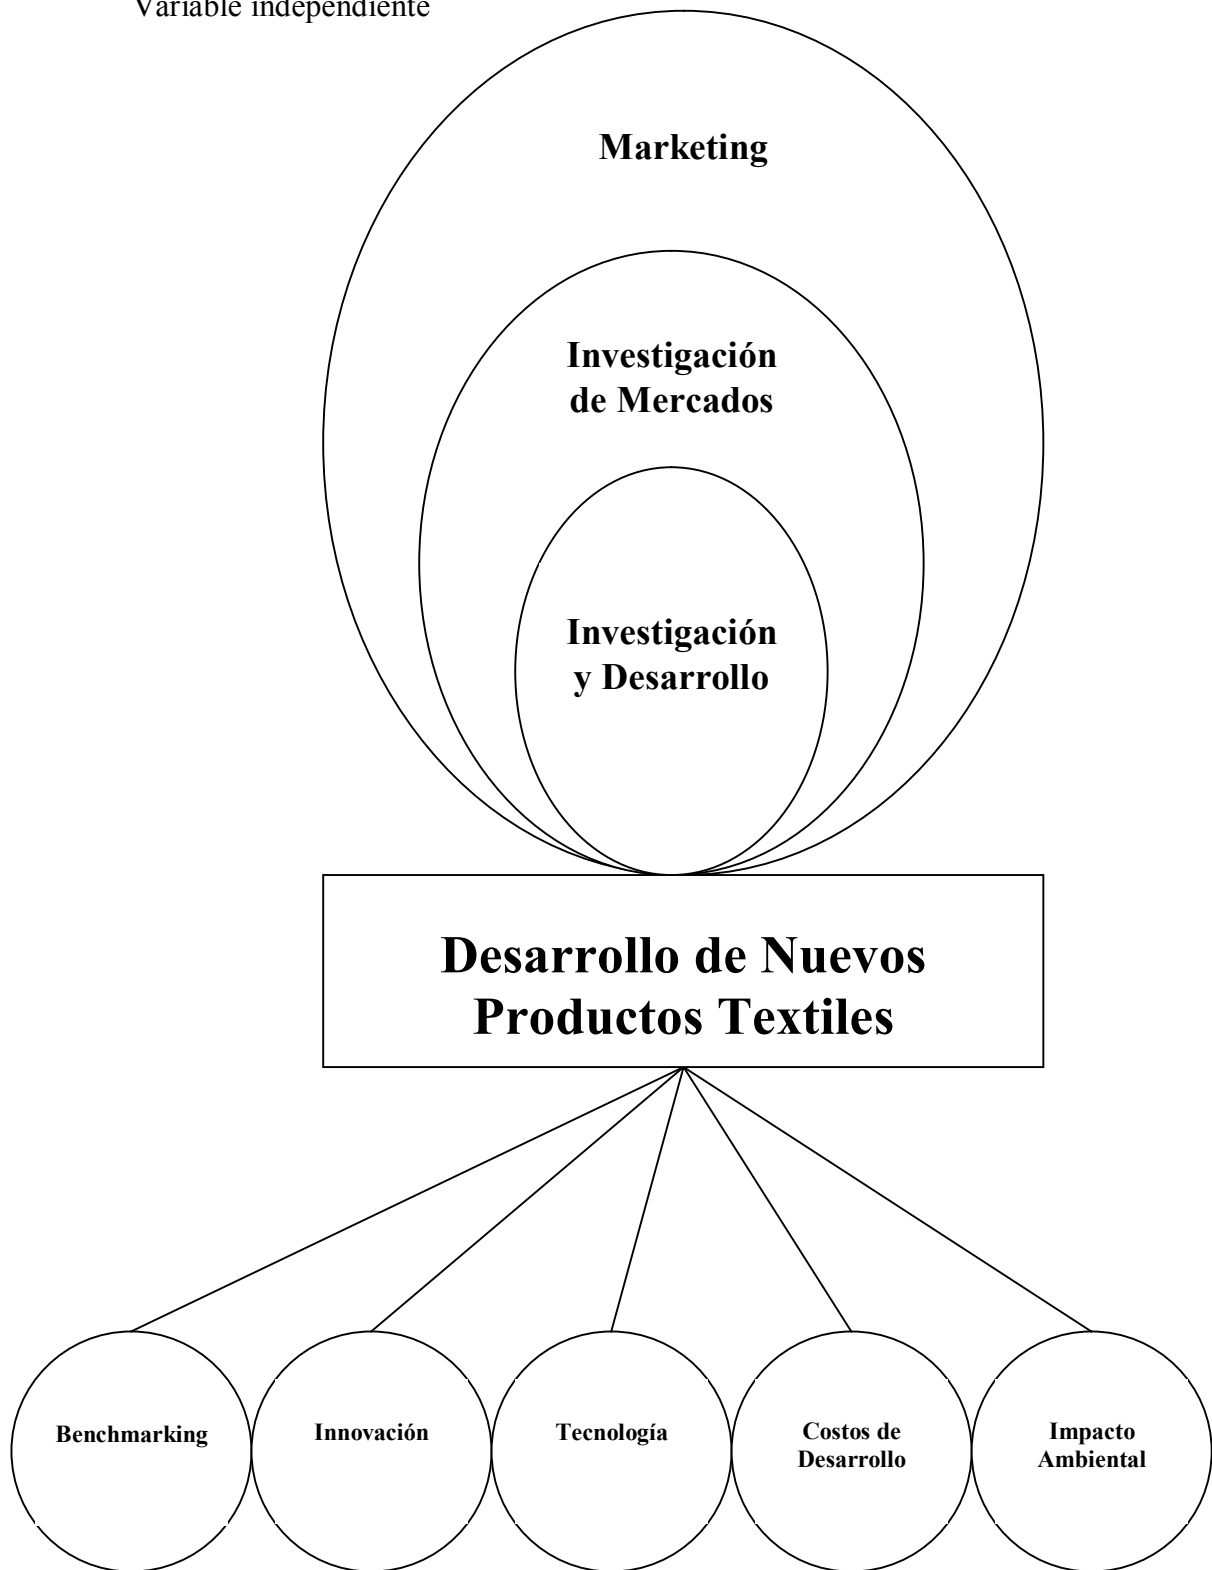 Variable independiente
Marketing
Investigación
de Mercados
Investigación
y Desarrollo
Desarrollo de Nuevos
Productos Textiles
Benchmarking
Innovación
Tecnología
Costos de
Desarrollo
Impacto
Ambiental